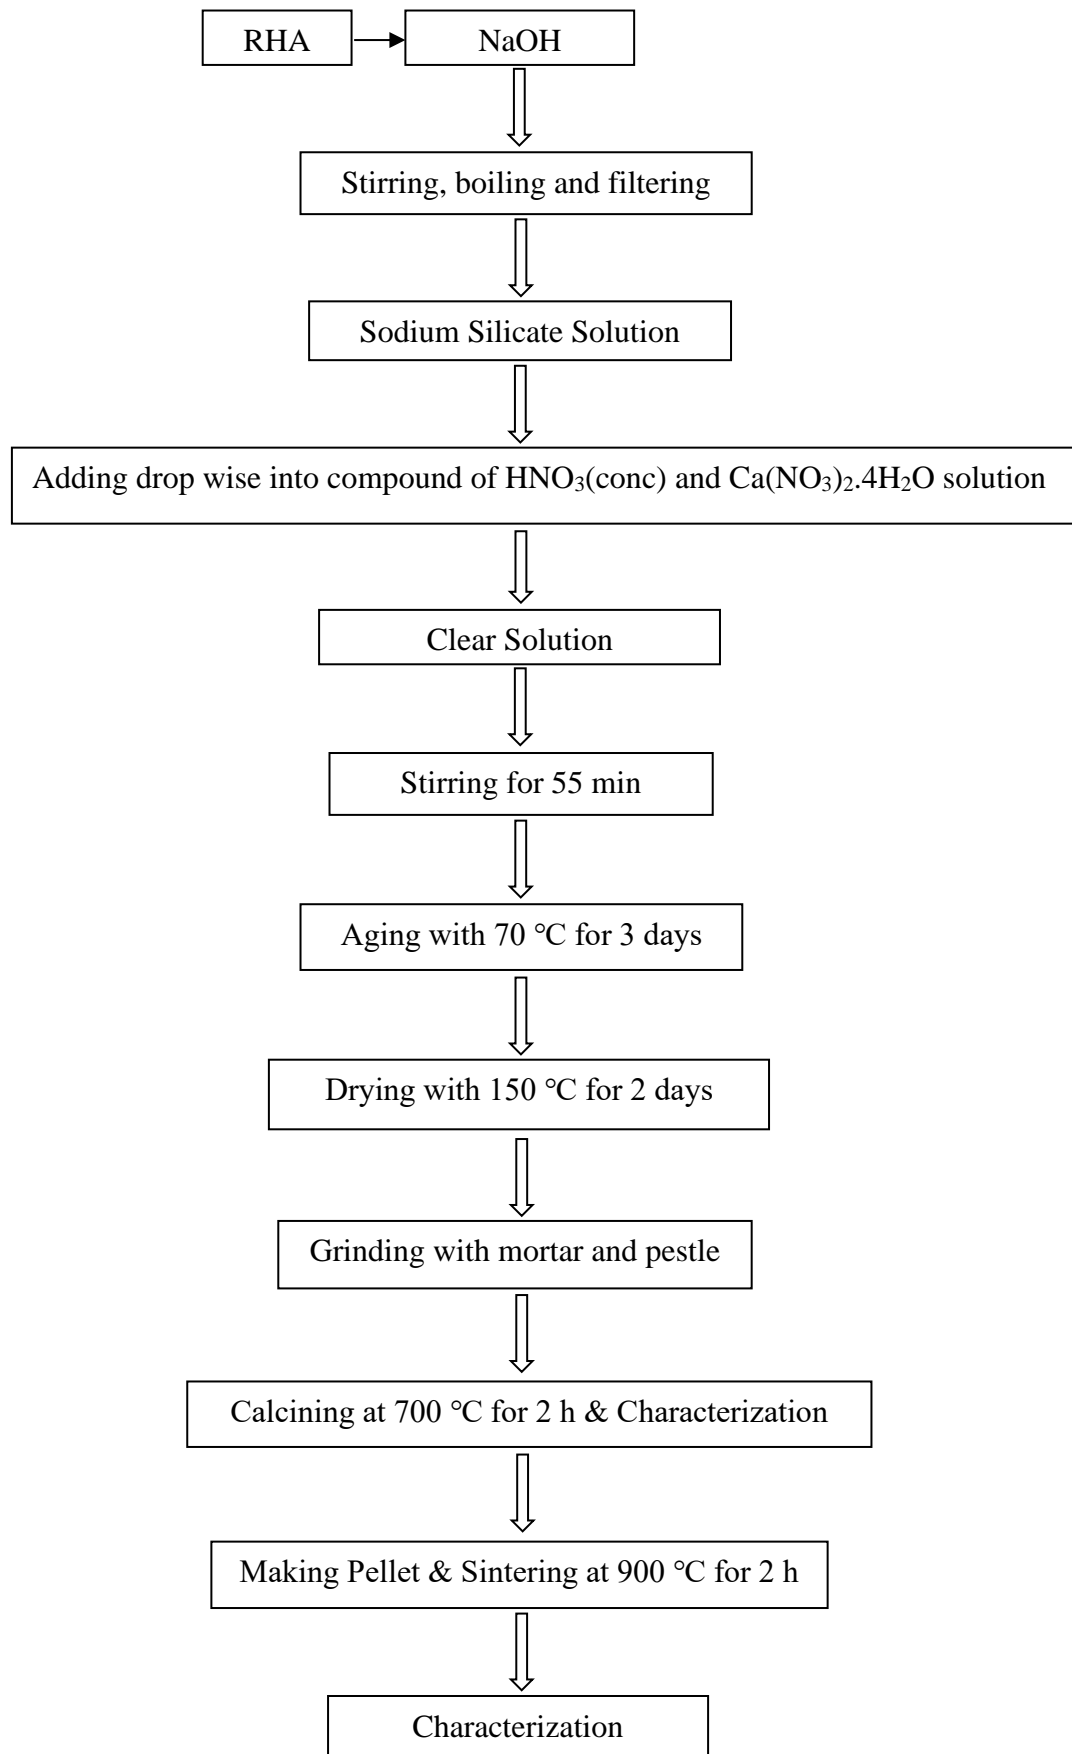 RHA
NaOH
Stirring, boiling and filtering
Sodium Silicate Solution
Adding drop wise into compound of HNO₃(conc) and Ca(NO₃)₂.4H₂O solution
Clear Solution
Stirring for 55 min
Aging with 70 ℃ for 3 days
Drying with 150 ℃ for 2 days
Grinding with mortar and pestle
Calcining at 700 ℃ for 2 h & Characterization
Making Pellet & Sintering at 900 ℃ for 2 h
Characterization